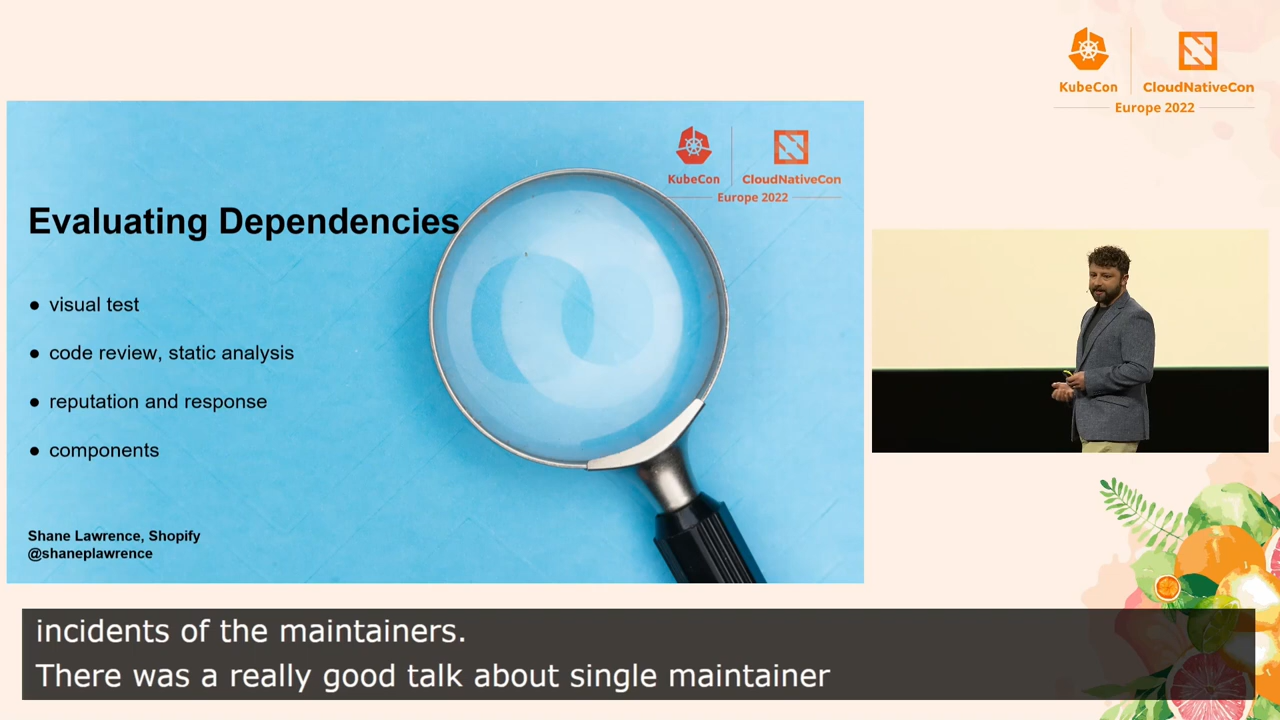 KubeCon
CloudNativeCon
Europe 2022
KubeCon
CloudNativeCon
Europe 2022
Evaluating Dependencies
● visual test
● code review, static analysis
● reputation and response
● components
Shane Lawrence, Shopify
@shaneplawrence
incidents of the maintainers.
There was a really good talk about single maintainer